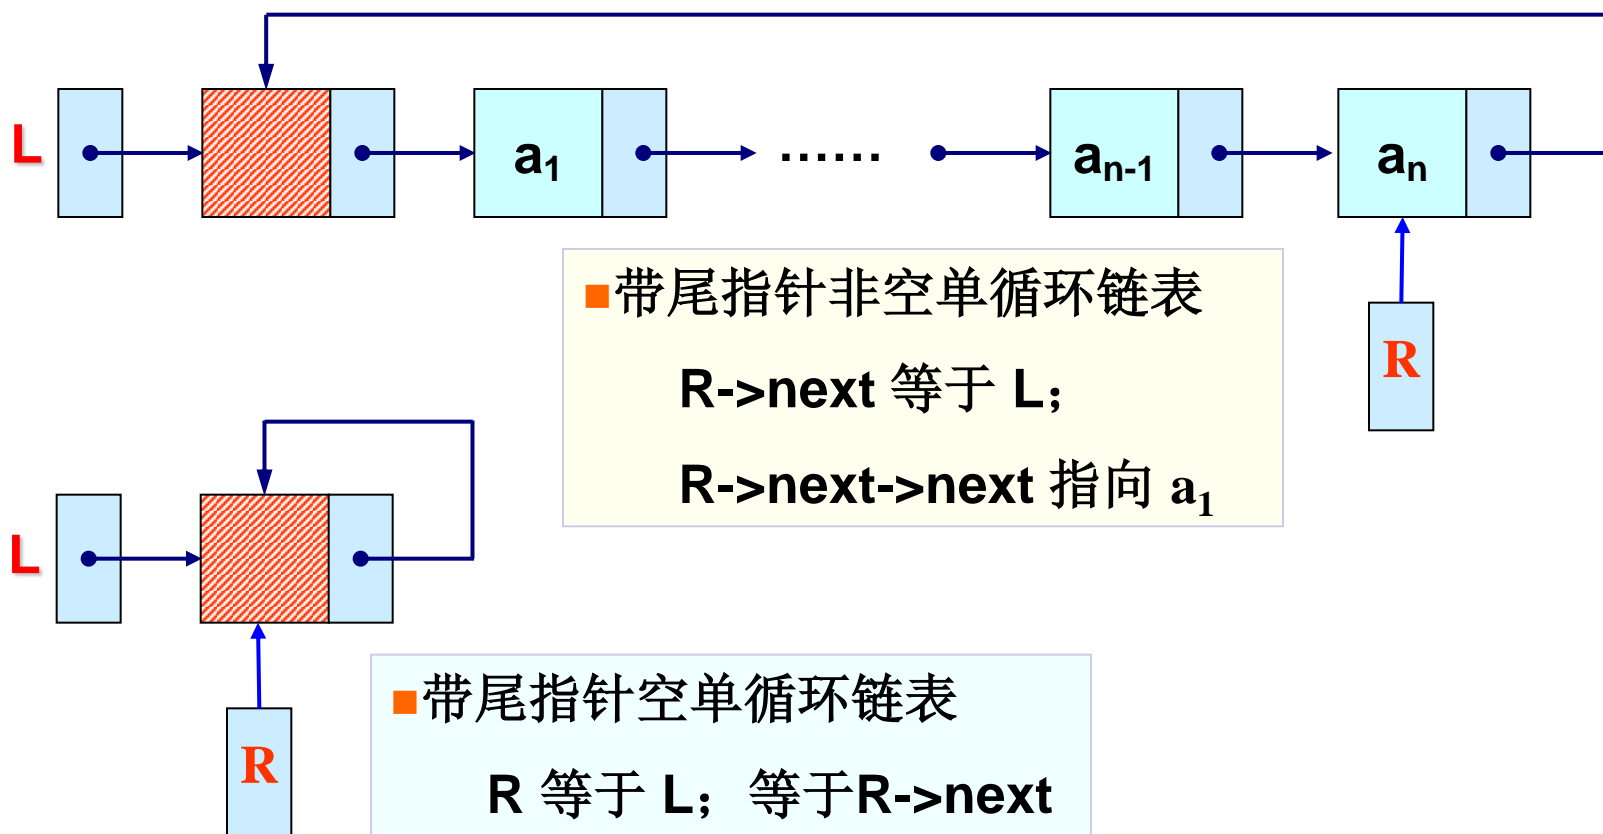 L a₁ …… aₙ₋₁ aₙ
■带尾指针非空单循环链表
R->next 等于 L；
R->next->next 指向 a₁
R
L
■带尾指针空单循环链表
R 等于 L；等于R->next
R